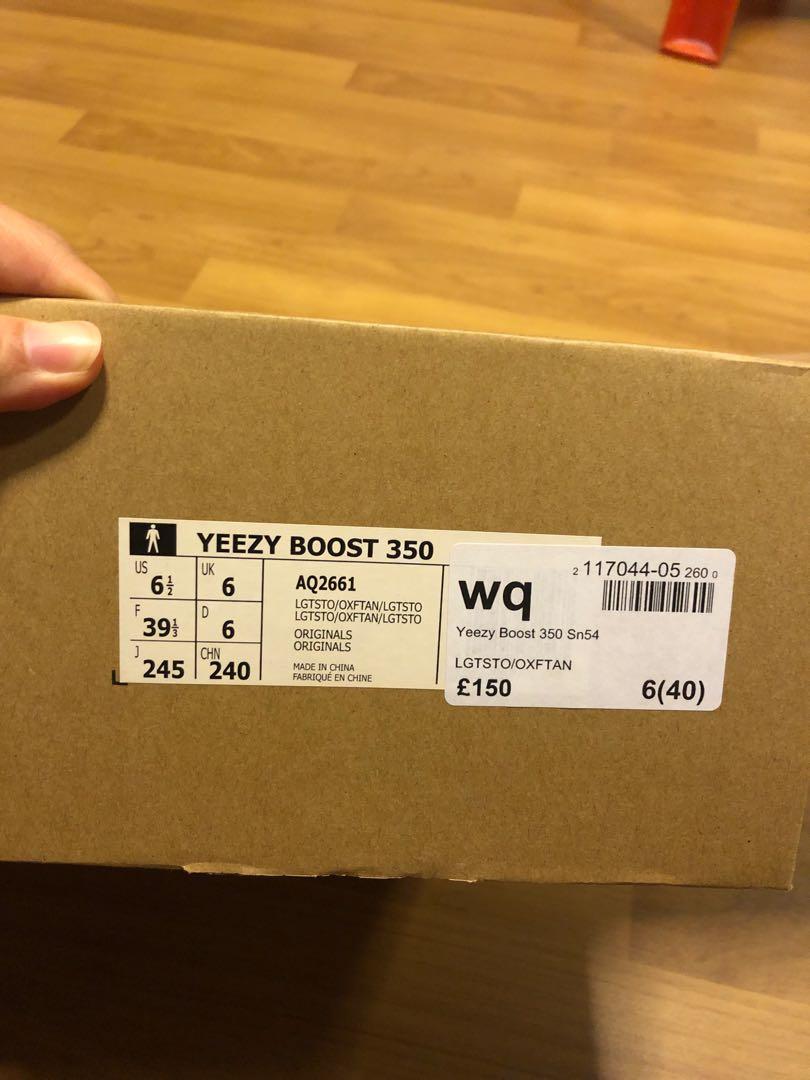 YEEZY BOOST 350
US
6½
UK
6
F
39⅓
D
6
J
245
CHN
240
AQ2661
LGTSTO/OXFTAN/LGTSTO
LGTSTO/OXFTAN/LGTSTO
ORIGINALS
ORIGINALS
MADE IN CHINA
FABRIQUÉ EN CHINE
wq
2 117044-05 260 0
Yeezy Boost 350 Sn54
LGTSTO/OXFTAN
£150
6(40)